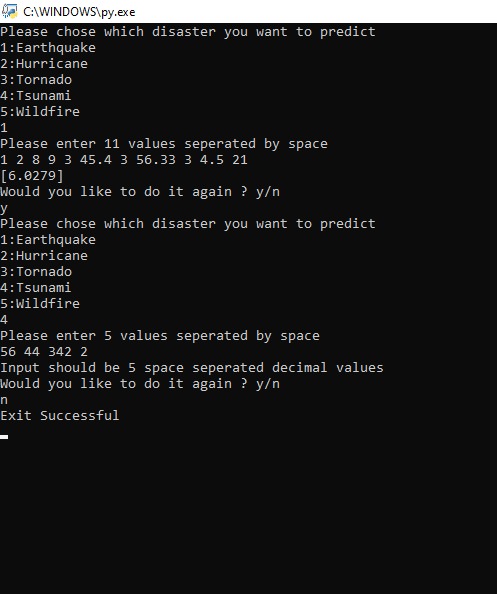 C:\WINDOWS\py.exe
Please chose which disaster you want to predict
1:Earthquake
2:Hurricane
3:Tornado
4:Tsunami
5:Wildfire
1
Please enter 11 values seperated by space
1 2 8 9 3 45.4 3 56.33 3 4.5 21
[6.0279]
Would you like to do it again ? y/n
y
Please chose which disaster you want to predict
1:Earthquake
2:Hurricane
3:Tornado
4:Tsunami
5:Wildfire
4
Please enter 5 values seperated by space
56 44 342 2
Input should be 5 space seperated decimal values
Would you like to do it again ? y/n
n
Exit Successful